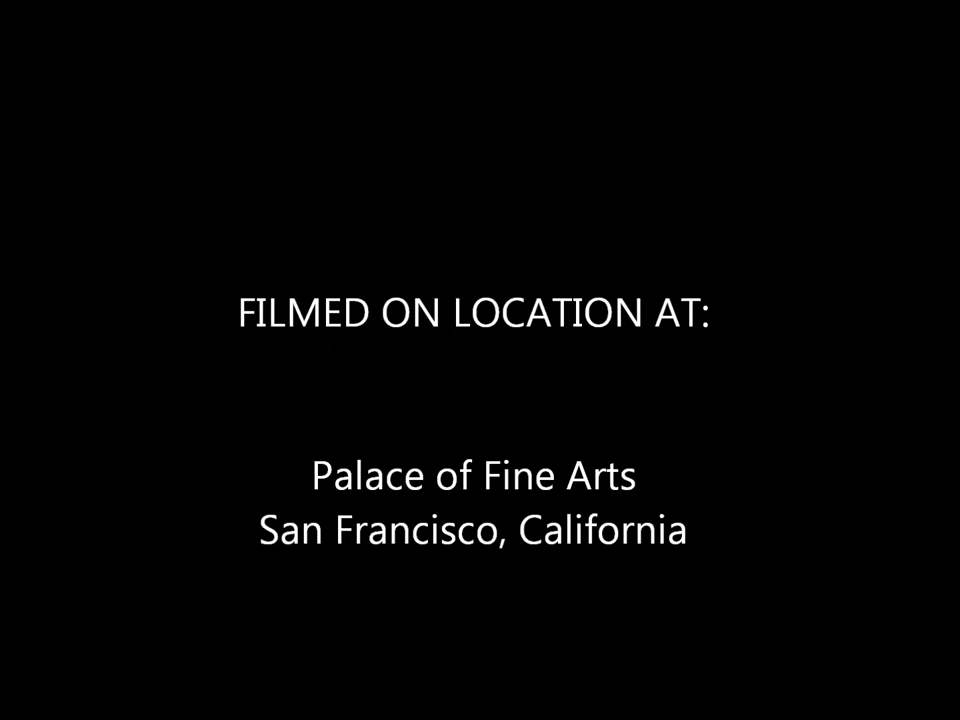 FILMED ON LOCATION AT:
Palace of Fine Arts
San Francisco, California